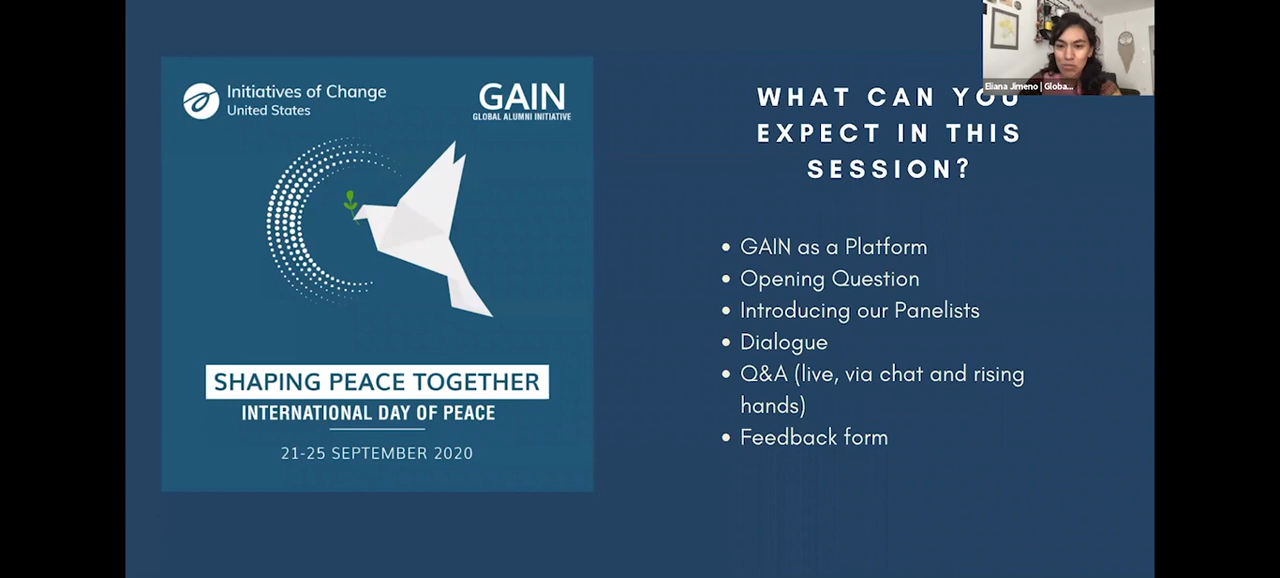 Initiatives of Change
United States
GAIN
GLOBAL ALUMNI INITIATIVE
SHAPING PEACE TOGETHER
INTERNATIONAL DAY OF PEACE
21-25 SEPTEMBER 2020
Eliana Jimeno | Globa...
WHAT CAN YOU
EXPECT IN THIS
SESSION?
• GAIN as a Platform
• Opening Question
• Introducing our Panelists
• Dialogue
• Q&A (live, via chat and rising
hands)
• Feedback form